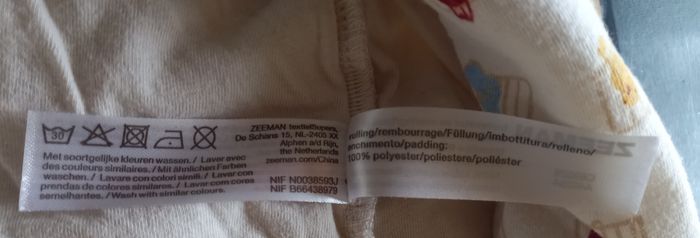 30
Met soortgelijke kleuren wassen. / Laver avec
des couleurs similaires. / Mit ähnlichen Farben
waschen. / Lavare con colori simili. / Lavar con
prendas de colores similares. / Lavar com cores
semelhantes. / Wash with similar colours.
ZEEMAN textielSupers,
De Schans 15, NL-2405 XX
Alphen a/d Rijn,
the Netherlands
zeeman.com/China
NIF N0038593J
NIF B66438979
vulling/rembourrage/Füllung/imbottitura/relleno/
enchimento/padding:
100% polyester/poliestere/poliéster